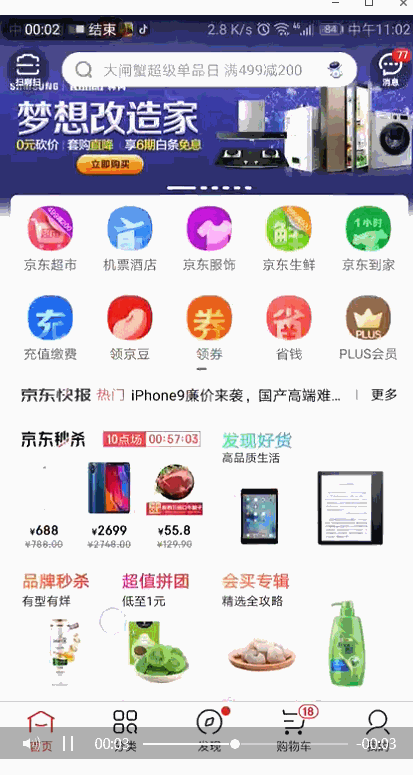 00:02 结束 2.8 K/s 46 84 中午11:02
扫啊扫 大闸蟹超级单品日 满499减200 77 消息
SAMSUNG
梦想改造家
0元砍价 套购直降 享6期白条免息
立即购买
京东超市 机票酒店 京东服饰 京东生鲜 1小时 京东到家
充 券 省 PLUS
充值缴费 领京豆 领券 省钱 PLUS会员
京东快报 热门 iPhone9廉价来袭，国产高端难... | 更多
京东秒杀 10点场 00:57:03 发现好货
高品质生活
¥688 ¥2699 ¥55.8
¥788.00 ¥2748.00 ¥129.90
品牌秒杀 超值拼团 会买专辑
有型有样 低至1元 精选全攻略
18
首页 分类 发现 购物车 我的
00:03 -00:03